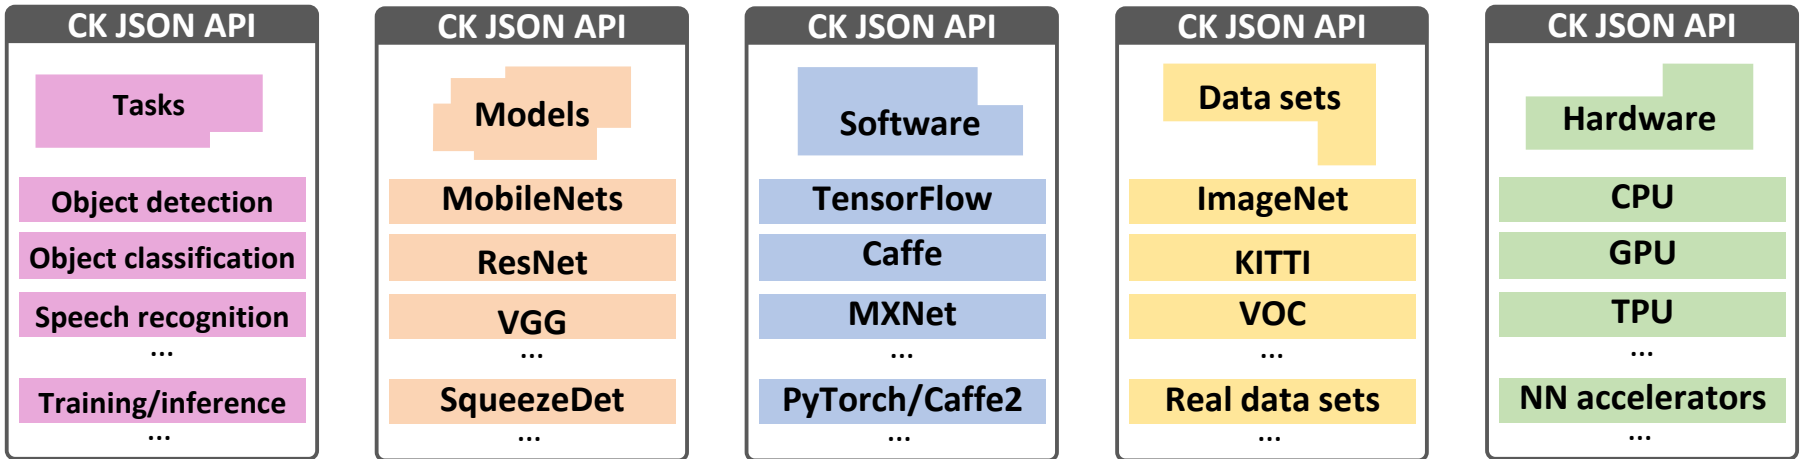 CK JSON API
Tasks
Object detection
Object classification
Speech recognition
...
Training/inference
...
CK JSON API
Models
MobileNets
ResNet
VGG
...
SqueezeDet
...
CK JSON API
Software
TensorFlow
Caffe
MXNet
...
PyTorch/Caffe2
...
CK JSON API
Data sets
ImageNet
KITTI
VOC
...
Real data sets
...
CK JSON API
Hardware
CPU
GPU
TPU
...
NN accelerators
...